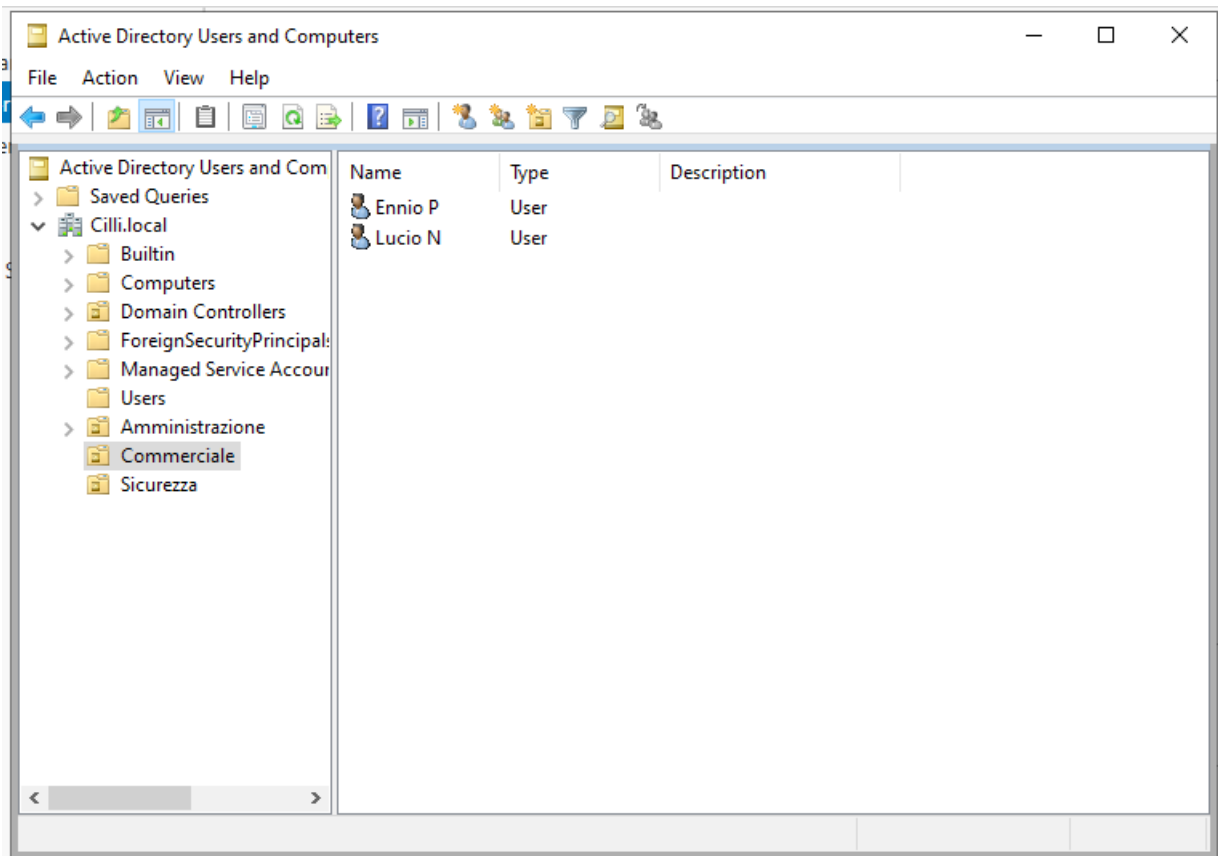 Active Directory Users and Computers
File Action View Help
Active Directory Users and Com
Saved Queries
Cilli.local
Builtin
Computers
Domain Controllers
ForeignSecurityPrincipals
Managed Service Accour
Users
Amministrazione
Commerciale
Sicurezza
Name Type Description
Ennio P User
Lucio N User